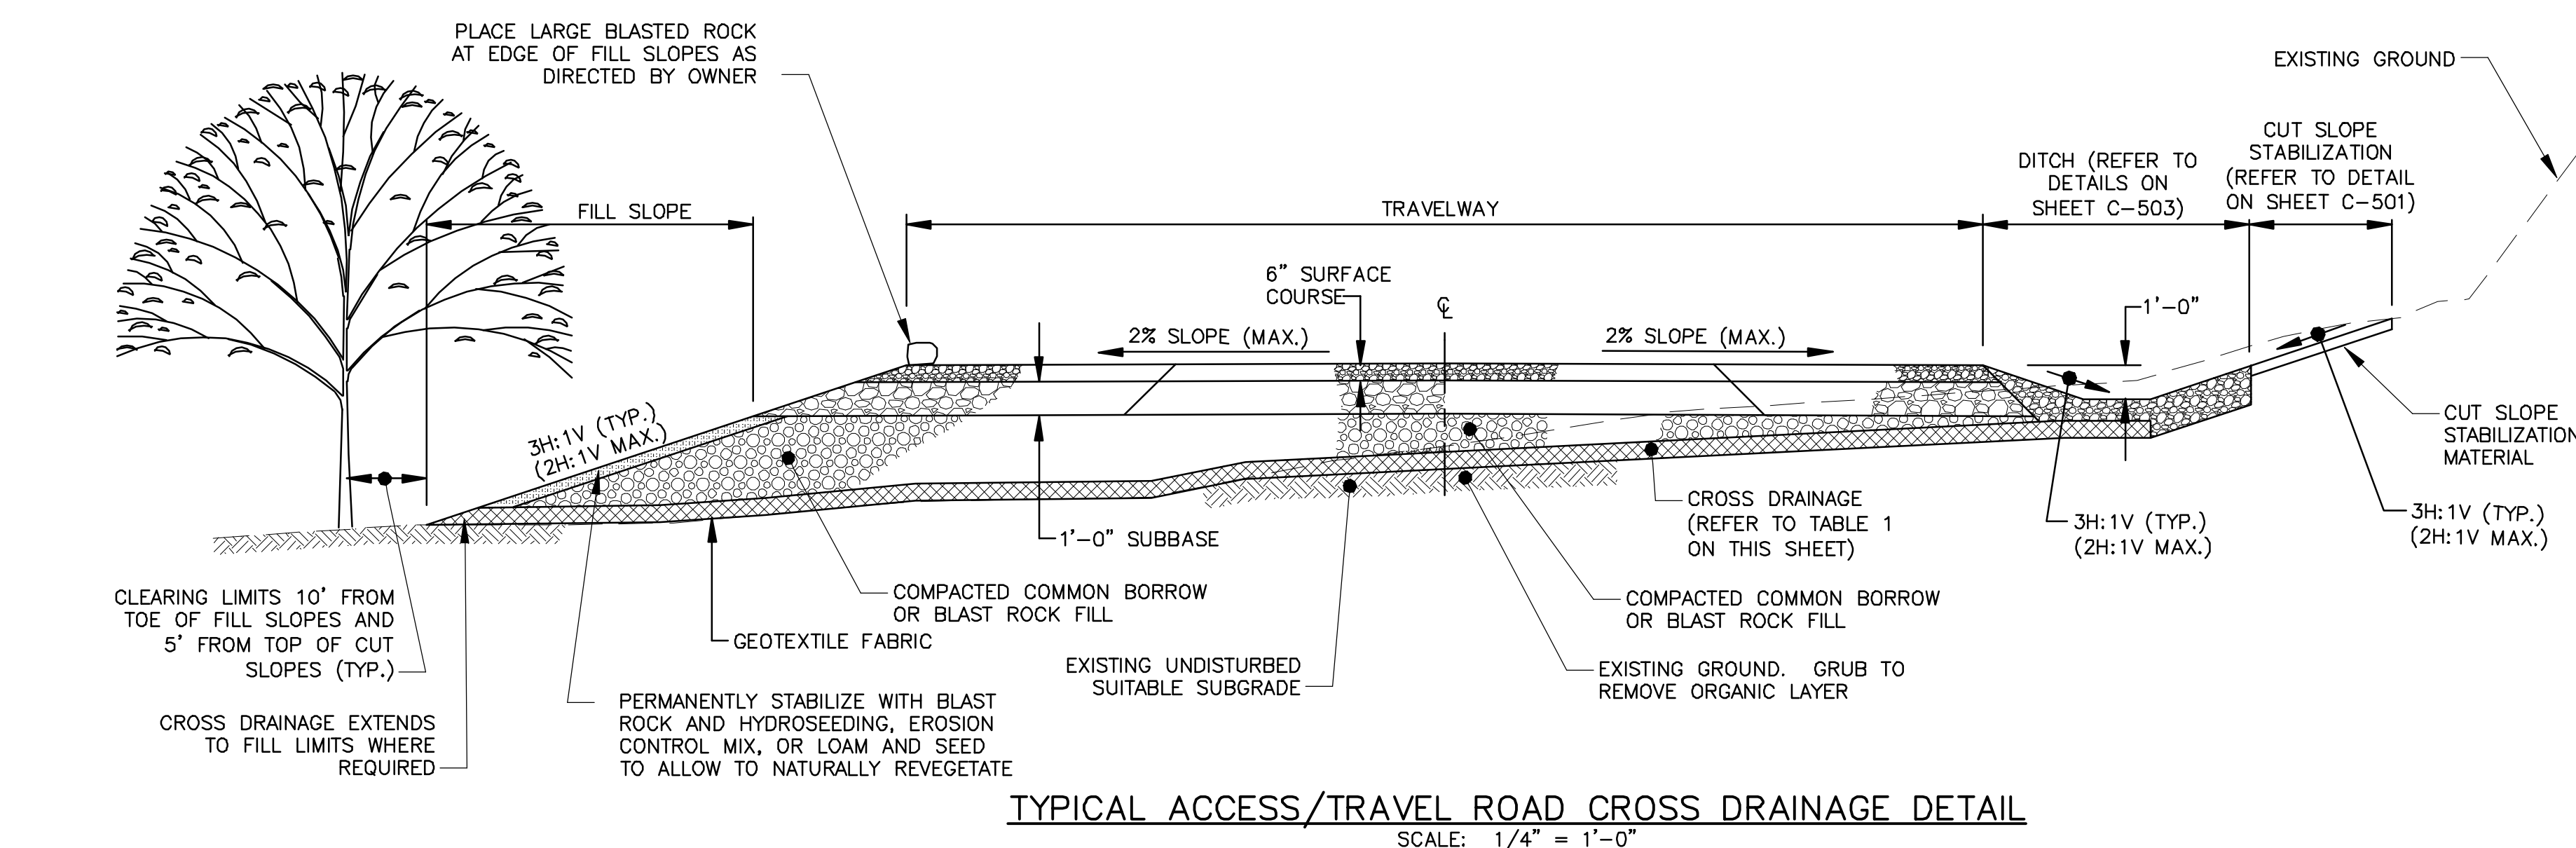 PLACE LARGE BLASTED ROCK
AT EDGE OF FILL SLOPES AS
DIRECTED BY OWNER
EXISTING GROUND
CUT SLOPE
STABILIZATION
(REFER TO DETAIL
ON SHEET C-501)
DITCH (REFER TO
DETAILS ON
SHEET C-503)
FILL SLOPE
TRAVELWAY
6" SURFACE
COURSE
℄
1'-0"
2% SLOPE (MAX.)
2% SLOPE (MAX.)
3H:1V (TYP.)
(2H:1V MAX.)
CUT SLOPE
STABILIZATION
MATERIAL
CROSS DRAINAGE
(REFER TO TABLE 1
ON THIS SHEET)
3H:1V (TYP.)
(2H:1V MAX.)
3H:1V (TYP.)
(2H:1V MAX.)
1'-0" SUBBASE
CLEARING LIMITS 10' FROM
TOE OF FILL SLOPES AND
5' FROM TOP OF CUT
SLOPES (TYP.)
COMPACTED COMMON BORROW
OR BLAST ROCK FILL
COMPACTED COMMON BORROW
OR BLAST ROCK FILL
GEOTEXTILE FABRIC
EXISTING UNDISTURBED
SUITABLE SUBGRADE
EXISTING GROUND. GRUB TO
REMOVE ORGANIC LAYER
CROSS DRAINAGE EXTENDS
TO FILL LIMITS WHERE
REQUIRED
PERMANENTLY STABILIZE WITH BLAST
ROCK AND HYDROSEEDING, EROSION
CONTROL MIX, OR LOAM AND SEED
TO ALLOW TO NATURALLY REVEGETATE
TYPICAL ACCESS/TRAVEL ROAD CROSS DRAINAGE DETAIL
SCALE: 1/4" = 1'-0"